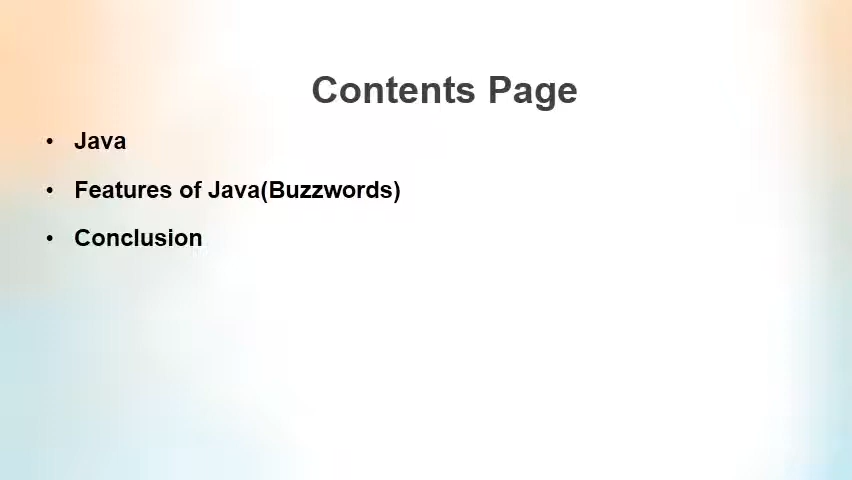 Contents Page
• Java
• Features of Java(Buzzwords)
• Conclusion